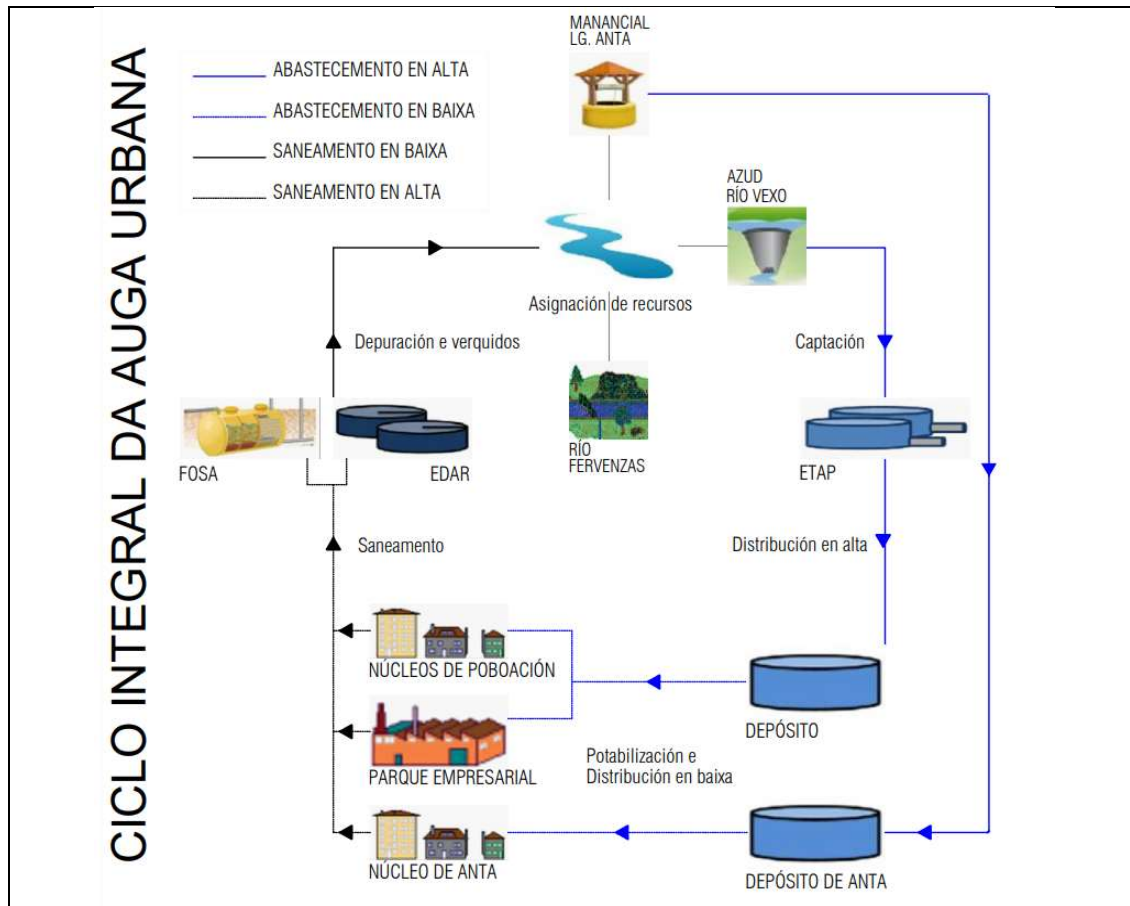 CICLO INTEGRAL DA AUGA URBANA
ABASTECEMENTO EN ALTA
ABASTECEMENTO EN BAIXA
SANEAMENTO EN BAIXA
SANEAMENTO EN ALTA
MANANCIAL
LG. ANTA
AZUD
RÍO VEXO
Asignación de recursos
Depuración e verquidos
Captación
FOSA
EDAR
RÍO
FERVENZAS
ETAP
Saneamento
Distribución en alta
NÚCLEOS DE POBOACIÓN
DEPÓSITO
PARQUE EMPRESARIAL
Potabilización e
Distribución en baixa
NÚCLEO DE ANTA
DEPÓSITO DE ANTA